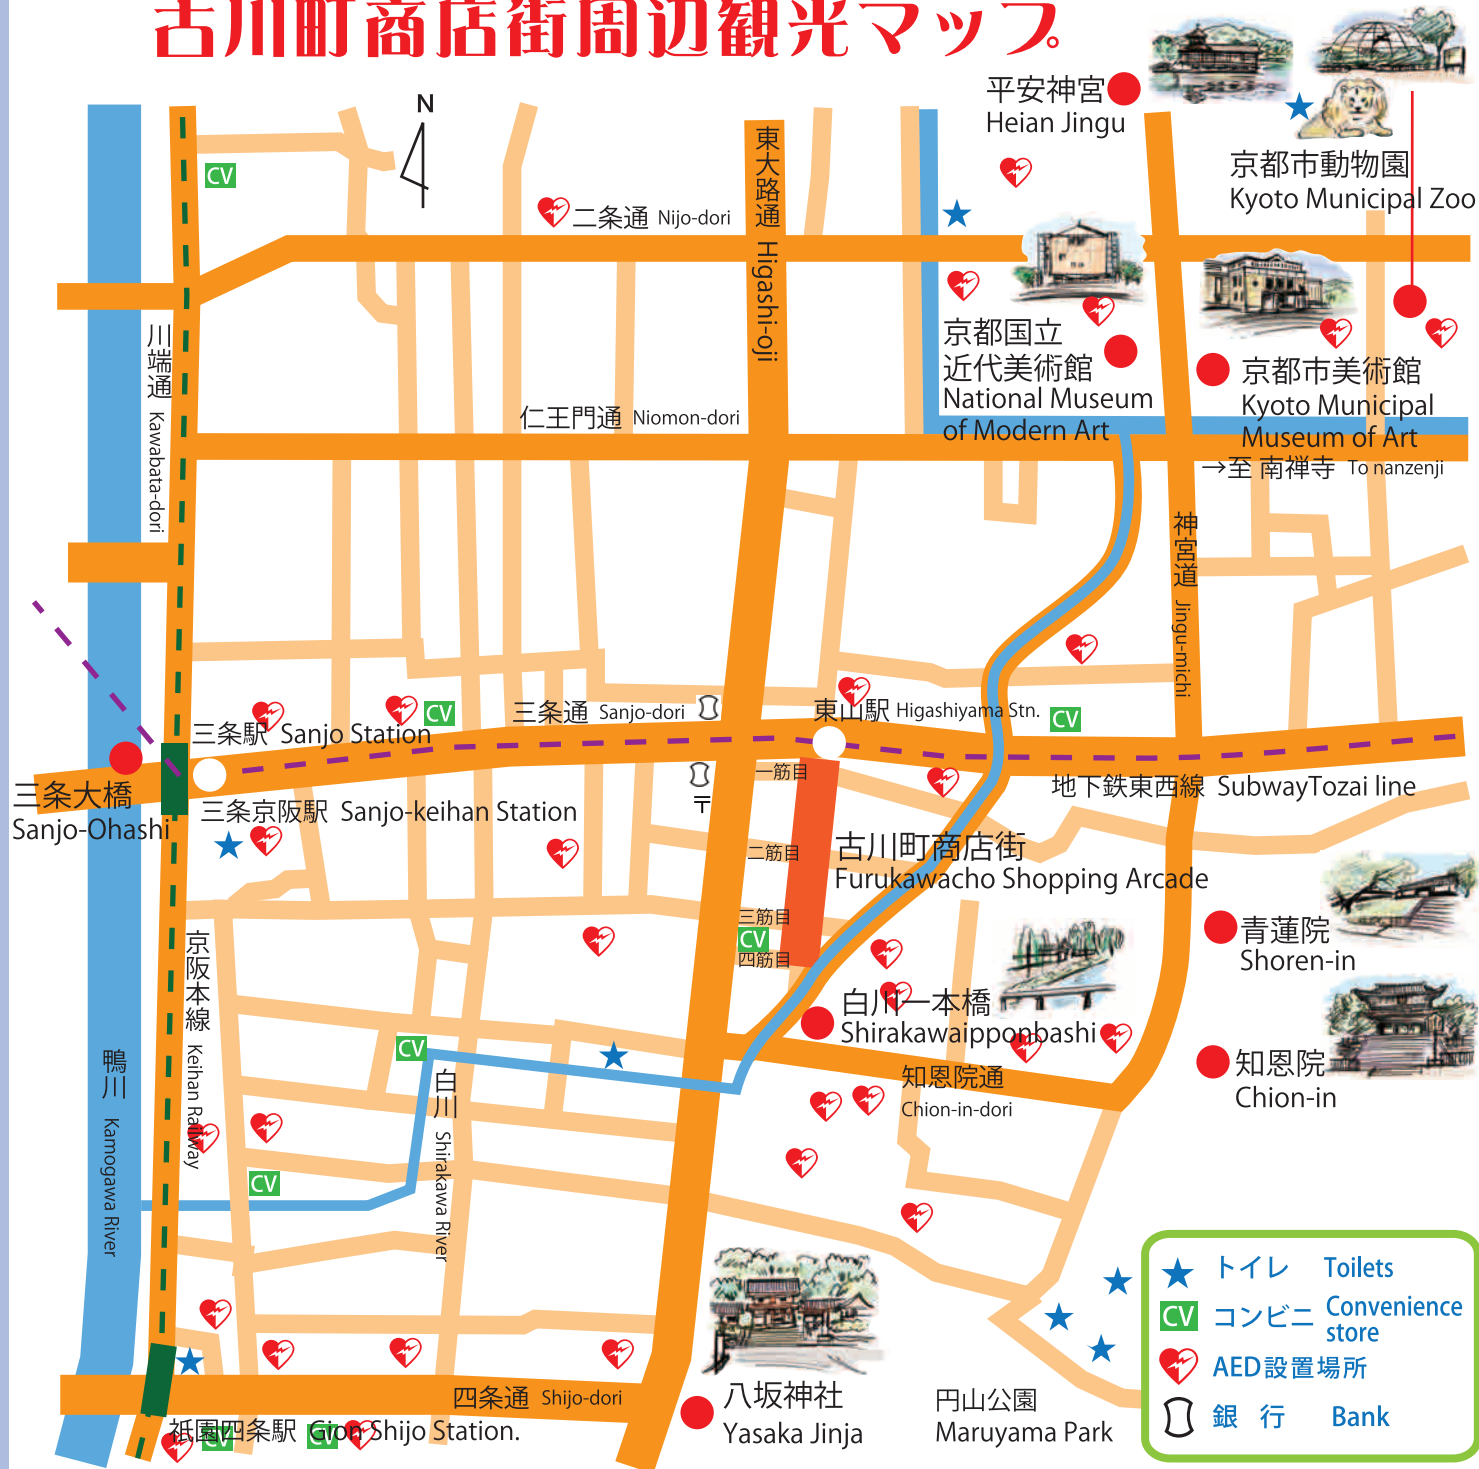 古川町商店街周辺観光マップ
平安神宮
Heian Jingu
京都市動物園
Kyoto Municipal Zoo
N
CV
二条通 Nijo-dori
東大路通 Higashi-oji
川端通 Kawabata-dori
京都国立
近代美術館
National Museum
of Modern Art
京都市美術館
Kyoto Municipal
Museum of Art
→至 南禅寺 To nanzenji
仁王門通 Niomon-dori
神宮道 Jingu-michi
三条駅 Sanjo Station
CV
三条通 Sanjo-dori
東山駅 Higashiyama Stn.
CV
三条大橋
Sanjo-Ohashi
三条京阪駅 Sanjo-keihan Station
〒
一筋目
地下鉄東西線 SubwayTozai line
二筋目
古川町商店街
Furukawacho Shopping Arcade
三筋目
CV
四筋目
青蓮院
Shoren-in
京阪本線 Keihan Railway
白川一本橋
Shirakawaipponbashi
知恩院
Chion-in
CV
知恩院通
Chion-in-dori
鴨川 Kamogawa River
白川 Shirakawa River
CV
四条通 Shijo-dori
祇園四条駅 Gion Shijo Station.
CV
CV
八坂神社
Yasaka Jinja
円山公園
Maruyama Park
トイレ Toilets
CV コンビニ Convenience
store
AED設置場所
銀行 Bank